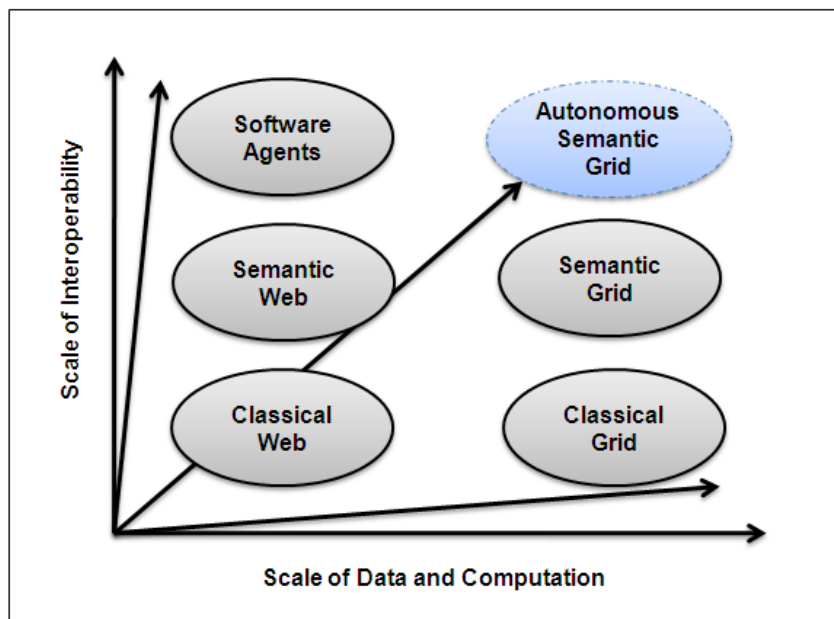 Software
Agents
Autonomous
Semantic
Grid
Semantic
Web
Semantic
Grid
Classical
Web
Classical
Grid
Scale of Interoperability
Scale of Data and Computation